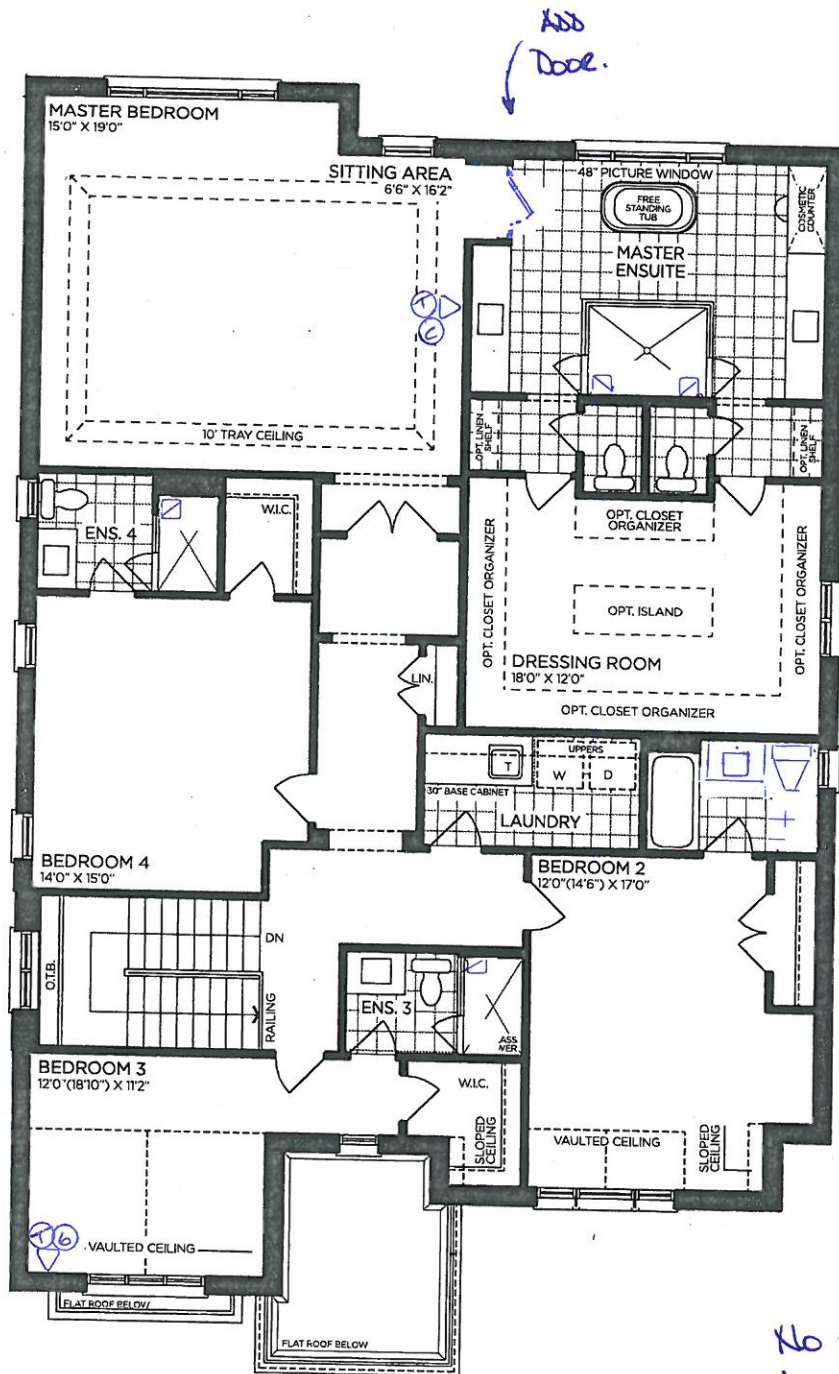 ADD
DOOR.
MASTER BEDROOM
15'0" X 19'0"
SITTING AREA
6'6" X 16'2"
48" PICTURE WINDOW
FREE
STANDING
TUB
COSMETIC
COUNTER
MASTER
ENSUITE
T
C
10' TRAY CEILING
OPT. LINEN
SHELF
OPT. LINEN
SHELF
ENS. 4
W.I.C.
OPT. CLOSET
ORGANIZER
OPT. CLOSET ORGANIZER
OPT. ISLAND
OPT. CLOSET ORGANIZER
DRESSING ROOM
18'0" X 12'0"
OPT. CLOSET ORGANIZER
LIN.
UPPERS
T
W
D
30" BASE CABINET
LAUNDRY
BEDROOM 4
14'0" X 15'0"
BEDROOM 2
12'0"(14'6") X 17'0"
DN
O.T.B.
RAILING
ENS. 3
ASS
WER
BEDROOM 3
12'0"(18'10") X 11'2"
W.I.C.
SLOPED
CEILING
VAULTED CEILING
SLOPED
CEILING
T 6
VAULTED CEILING
FLAT ROOF BELOW
FLAT ROOF BELOW
No